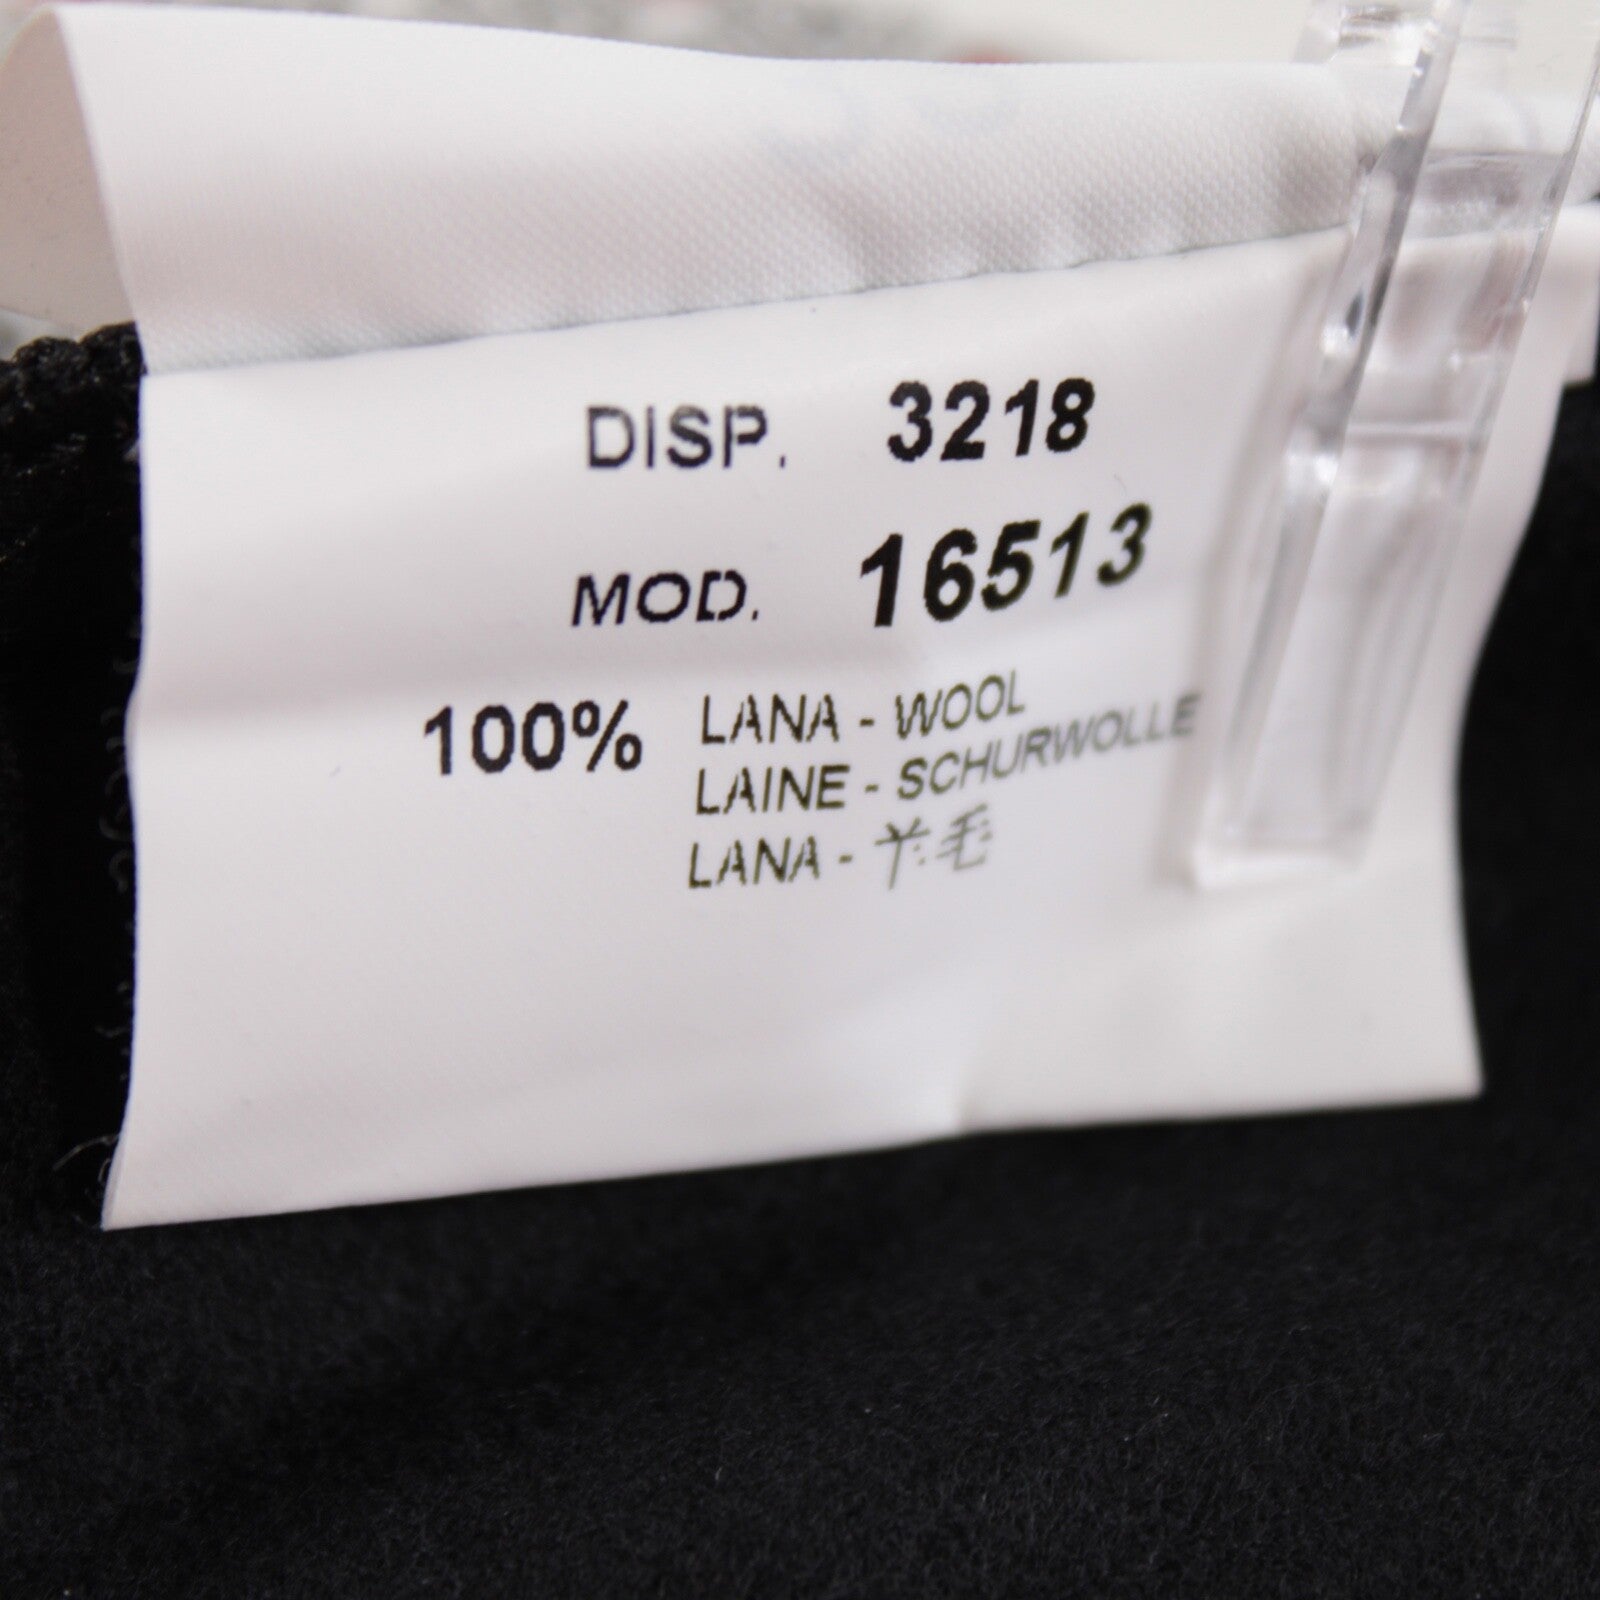 DISP. 3218
MOD. 16513
100% LANA - WOOL
LAINE - SCHURWOLLE
LANA - 羊毛